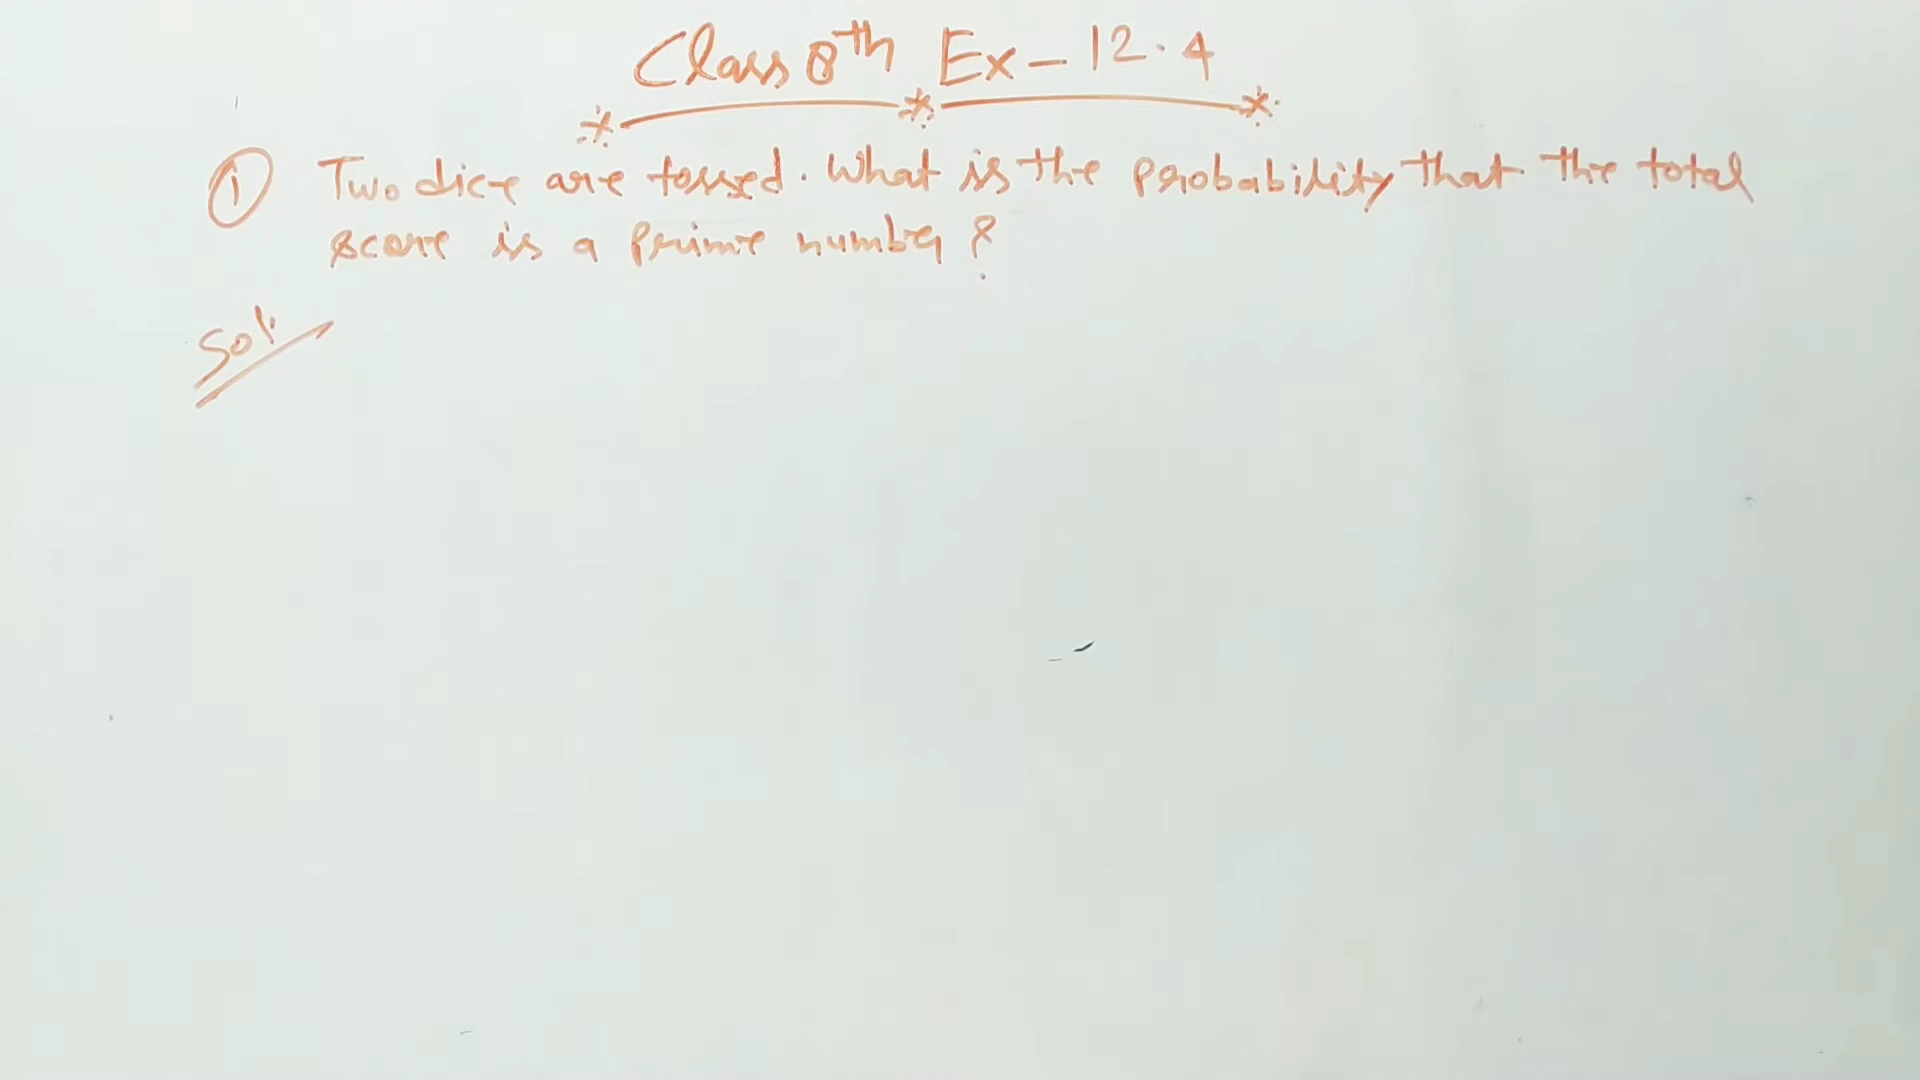 Class 8th Ex-12.4
① Two dice are tossed. What is the probability that the total
score is a prime number?
Sol.